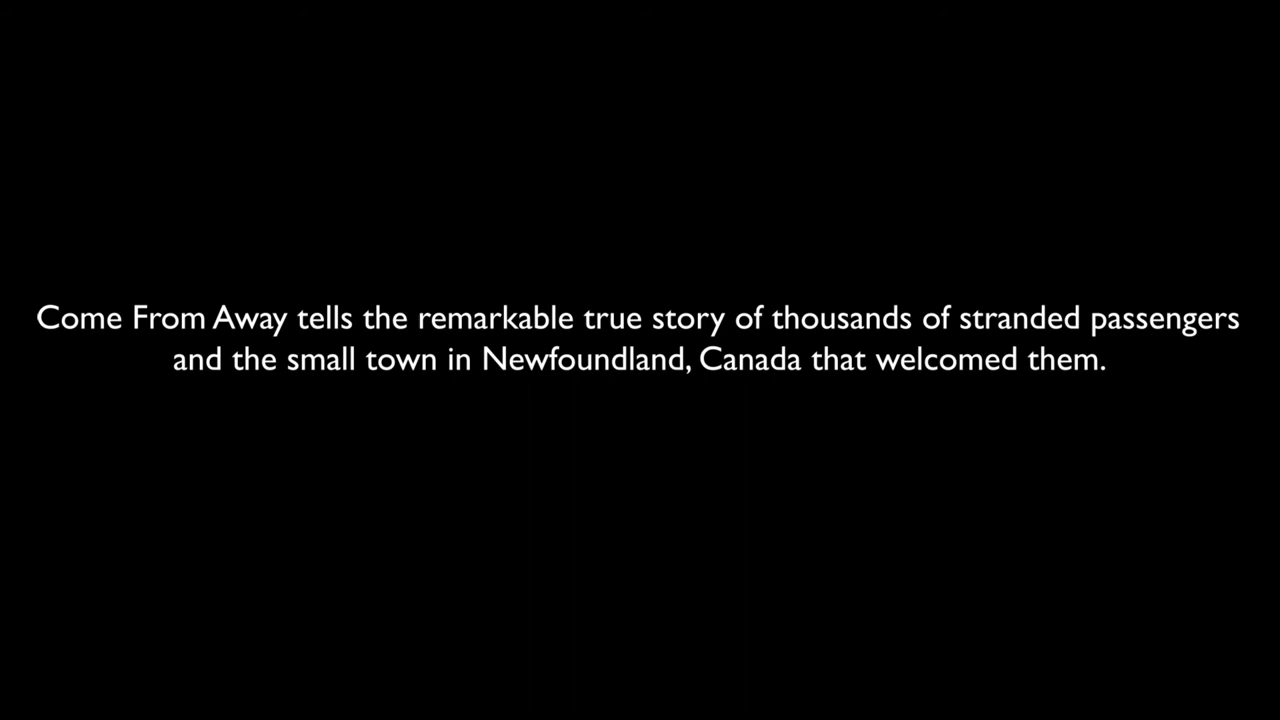 Come From Away tells the remarkable true story of thousands of stranded passengers
and the small town in Newfoundland, Canada that welcomed them.